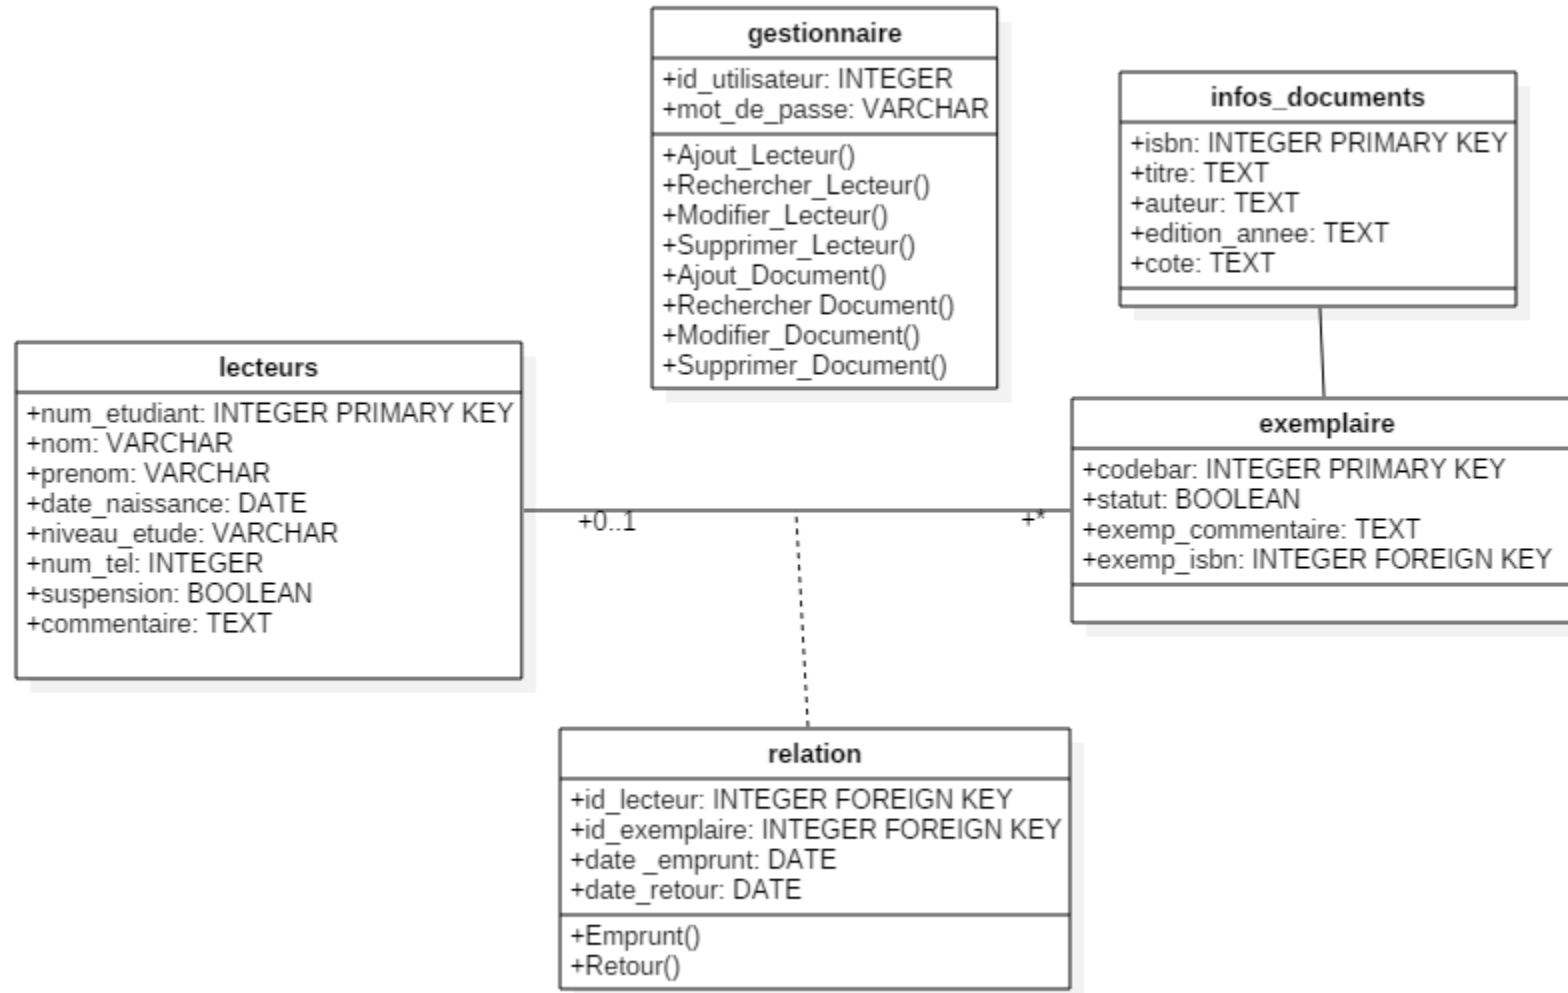 gestionnaire
+id_utilisateur: INTEGER
+mot_de_passe: VARCHAR
+Ajout_Lecteur()
+Rechercher_Lecteur()
+Modifier_Lecteur()
+Supprimer_Lecteur()
+Ajout_Document()
+Rechercher Document()
+Modifier_Document()
+Supprimer_Document()
infos_documents
+isbn: INTEGER PRIMARY KEY
+titre: TEXT
+auteur: TEXT
+edition_annee: TEXT
+cote: TEXT
lecteurs
+num_etudiant: INTEGER PRIMARY KEY
+nom: VARCHAR
+prenom: VARCHAR
+date_naissance: DATE
+niveau_etude: VARCHAR
+num_tel: INTEGER
+suspension: BOOLEAN
+commentaire: TEXT
+0..1
+*
exemplaire
+codebar: INTEGER PRIMARY KEY
+statut: BOOLEAN
+exemp_commentaire: TEXT
+exemp_isbn: INTEGER FOREIGN KEY
relation
+id_lecteur: INTEGER FOREIGN KEY
+id_exemplaire: INTEGER FOREIGN KEY
+date _emprunt: DATE
+date_retour: DATE
+Emprunt()
+Retour()